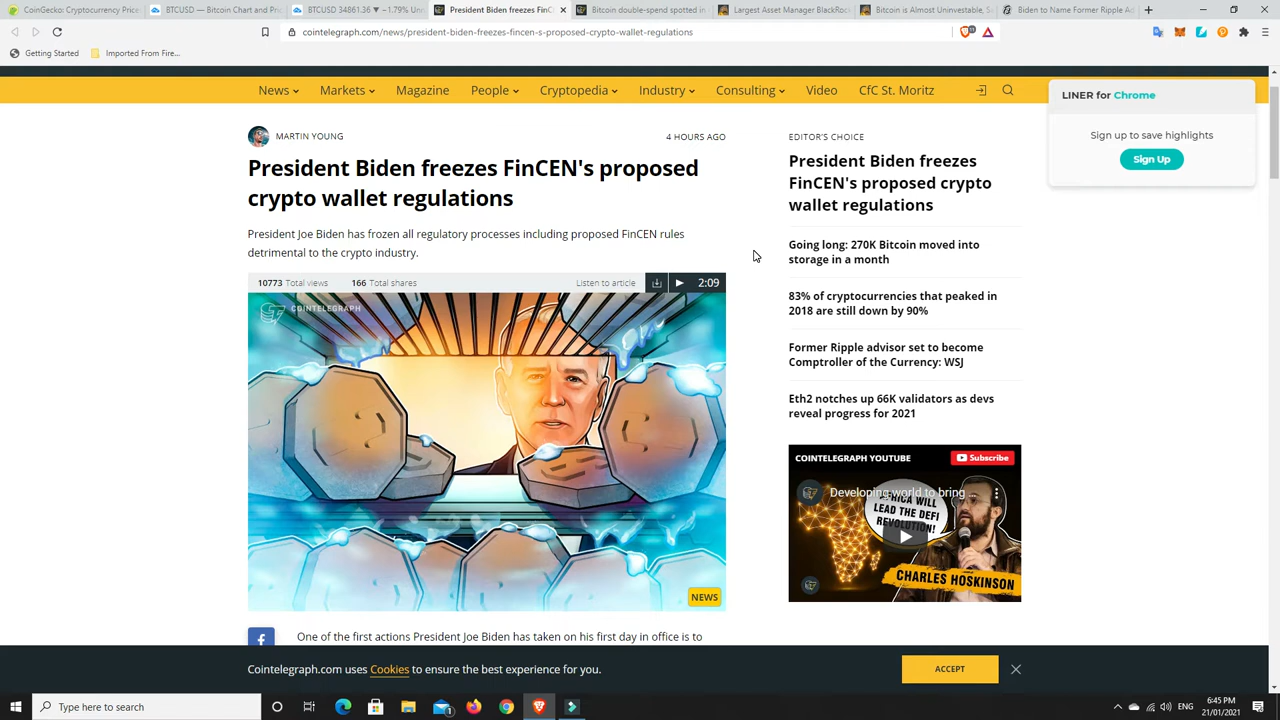 CoinGecko: Cryptocurrency Price
BTCUSD — Bitcoin Chart and Pri
BTCUSD 34861.36 ▼ −1.79% Unn
President Biden freezes FinC
Bitcoin double-spend spotted in
Largest Asset Manager BlackRoc
Bitcoin is Almost Uninvestable, S
Biden to Name Former Ripple Ad
cointelegraph.com/news/president-biden-freezes-fincen-s-proposed-crypto-wallet-regulations
Getting Started
Imported From Fire...
News
Markets
Magazine
People
Cryptopedia
Industry
Consulting
Video
CfC St. Moritz
LINER for Chrome
Sign up to save highlights
Sign Up
MARTIN YOUNG
4 HOURS AGO
President Biden freezes FinCEN's proposed
crypto wallet regulations
President Joe Biden has frozen all regulatory processes including proposed FinCEN rules
detrimental to the crypto industry.
10773 Total views
166 Total shares
Listen to article
2:09
COINTELEGRAPH
NEWS
One of the first actions President Joe Biden has taken on his first day in office is to
EDITOR'S CHOICE
President Biden freezes
FinCEN's proposed crypto
wallet regulations
Going long: 270K Bitcoin moved into
storage in a month
83% of cryptocurrencies that peaked in
2018 are still down by 90%
Former Ripple advisor set to become
Comptroller of the Currency: WSJ
Eth2 notches up 66K validators as devs
reveal progress for 2021
COINTELEGRAPH YOUTUBE
Subscribe
Developing world to bring ...
WILL
LEAD THE DEFI
REVOLUTION!
CHARLES HOSKINSON
Cointelegraph.com uses Cookies to ensure the best experience for you.
ACCEPT
Type here to search
ENG
6:45 PM
21/01/2021